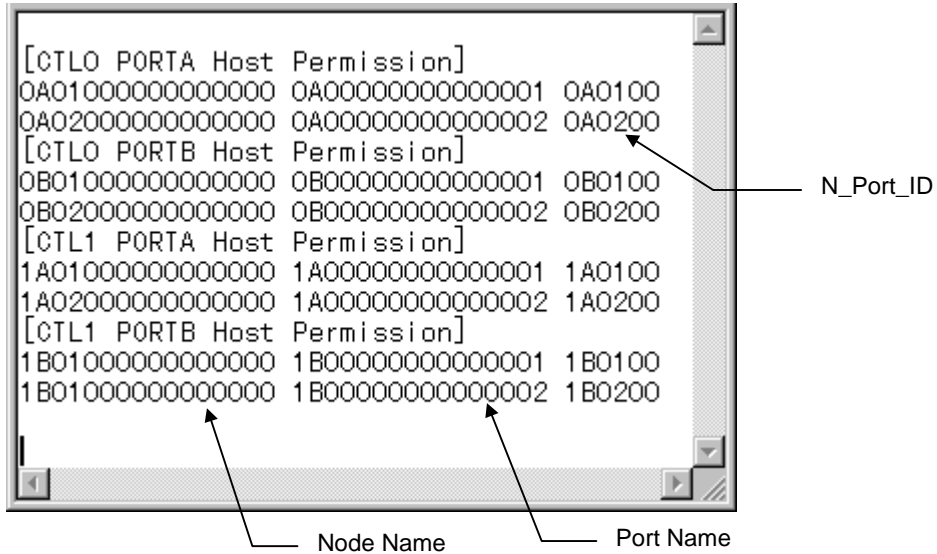 [CTL0 PORTA Host Permission]
0A01000000000000 0A00000000000001 0A0100
0A02000000000000 0A00000000000002 0A0200
[CTL0 PORTB Host Permission]
0B01000000000000 0B00000000000001 0B0100
0B02000000000000 0B00000000000002 0B0200
[CTL1 PORTA Host Permission]
1A01000000000000 1A00000000000001 1A0100
1A02000000000000 1A00000000000002 1A0200
[CTL1 PORTB Host Permission]
1B01000000000000 1B00000000000001 1B0100
1B01000000000000 1B00000000000002 1B0200
N_Port_ID
Node Name
Port Name